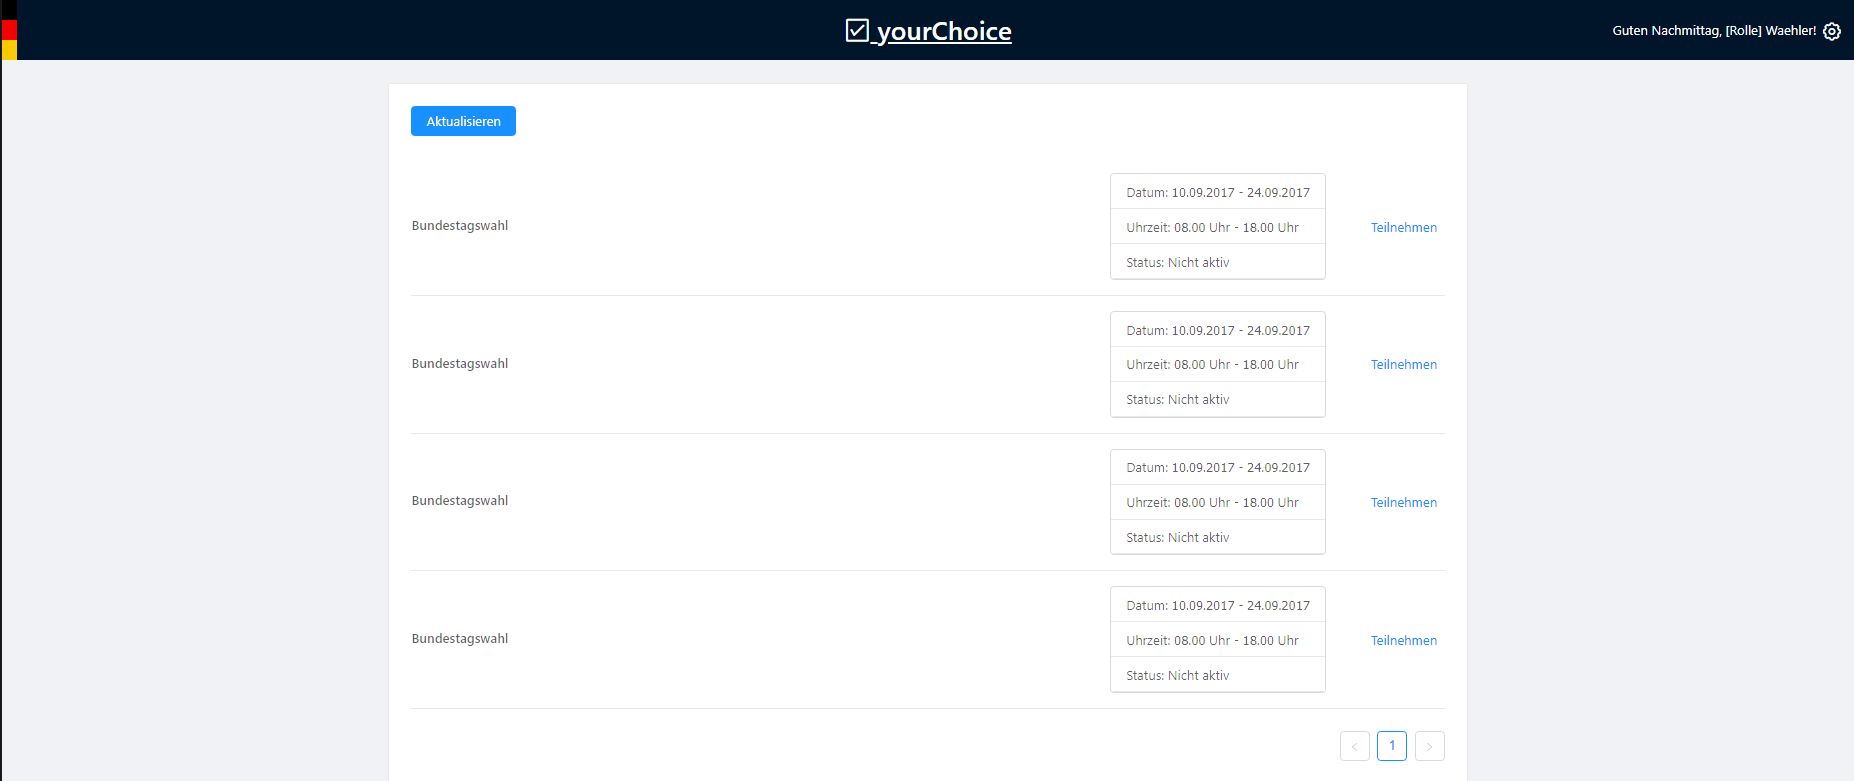 yourChoice
Guten Nachmittag, [Rolle] Waehler!
Aktualisieren
Bundestagswahl
Datum: 10.09.2017 - 24.09.2017
Uhrzeit: 08.00 Uhr - 18.00 Uhr
Status: Nicht aktiv
Teilnehmen
Bundestagswahl
Datum: 10.09.2017 - 24.09.2017
Uhrzeit: 08.00 Uhr - 18.00 Uhr
Status: Nicht aktiv
Teilnehmen
Bundestagswahl
Datum: 10.09.2017 - 24.09.2017
Uhrzeit: 08.00 Uhr - 18.00 Uhr
Status: Nicht aktiv
Teilnehmen
Bundestagswahl
Datum: 10.09.2017 - 24.09.2017
Uhrzeit: 08.00 Uhr - 18.00 Uhr
Status: Nicht aktiv
Teilnehmen
< 1 >